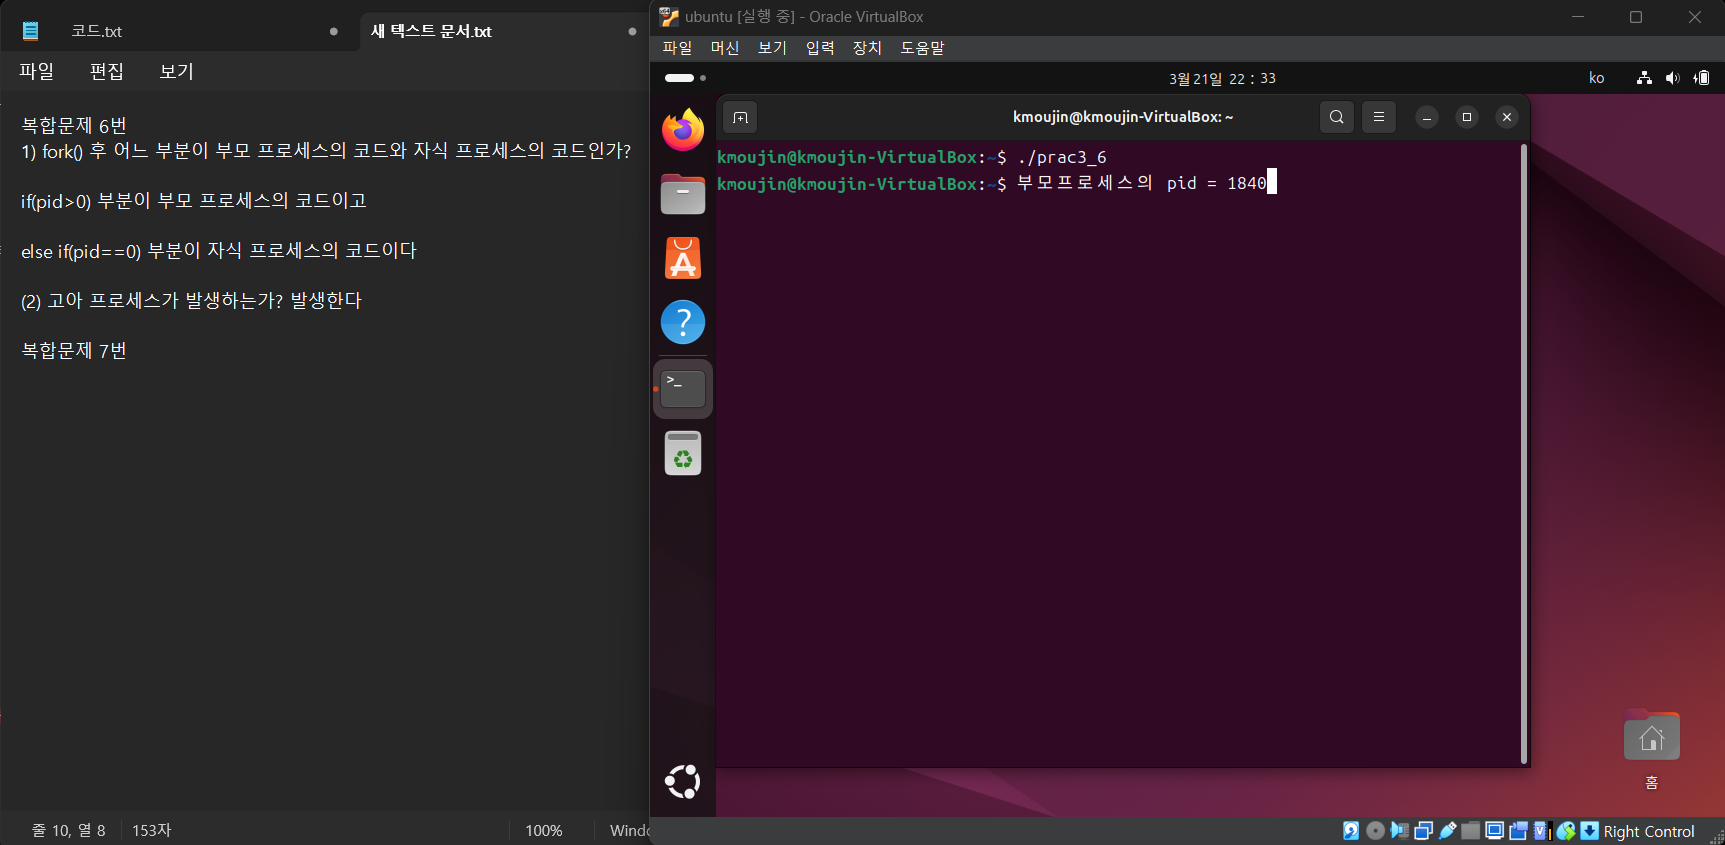 코드.txt
새 텍스트 문서.txt
파일 편집 보기
복합문제 6번
1) fork() 후 어느 부분이 부모 프로세스의 코드와 자식 프로세스의 코드인가?
if(pid>0) 부분이 부모 프로세스의 코드이고
else if(pid==0) 부분이 자식 프로세스의 코드이다
(2) 고아 프로세스가 발생하는가? 발생한다
복합문제 7번
줄 10, 열 8 153자 100% Windo
ubuntu [실행 중] - Oracle VirtualBox
파일 머신 보기 입력 장치 도움말
3월 21일 22 : 33
ko
kmoujin@kmoujin-VirtualBox: ~
kmoujin@kmoujin-VirtualBox:~$ ./prac3_6
kmoujin@kmoujin-VirtualBox:~$ 부모프로세스의 pid = 1840
홈
Right Control